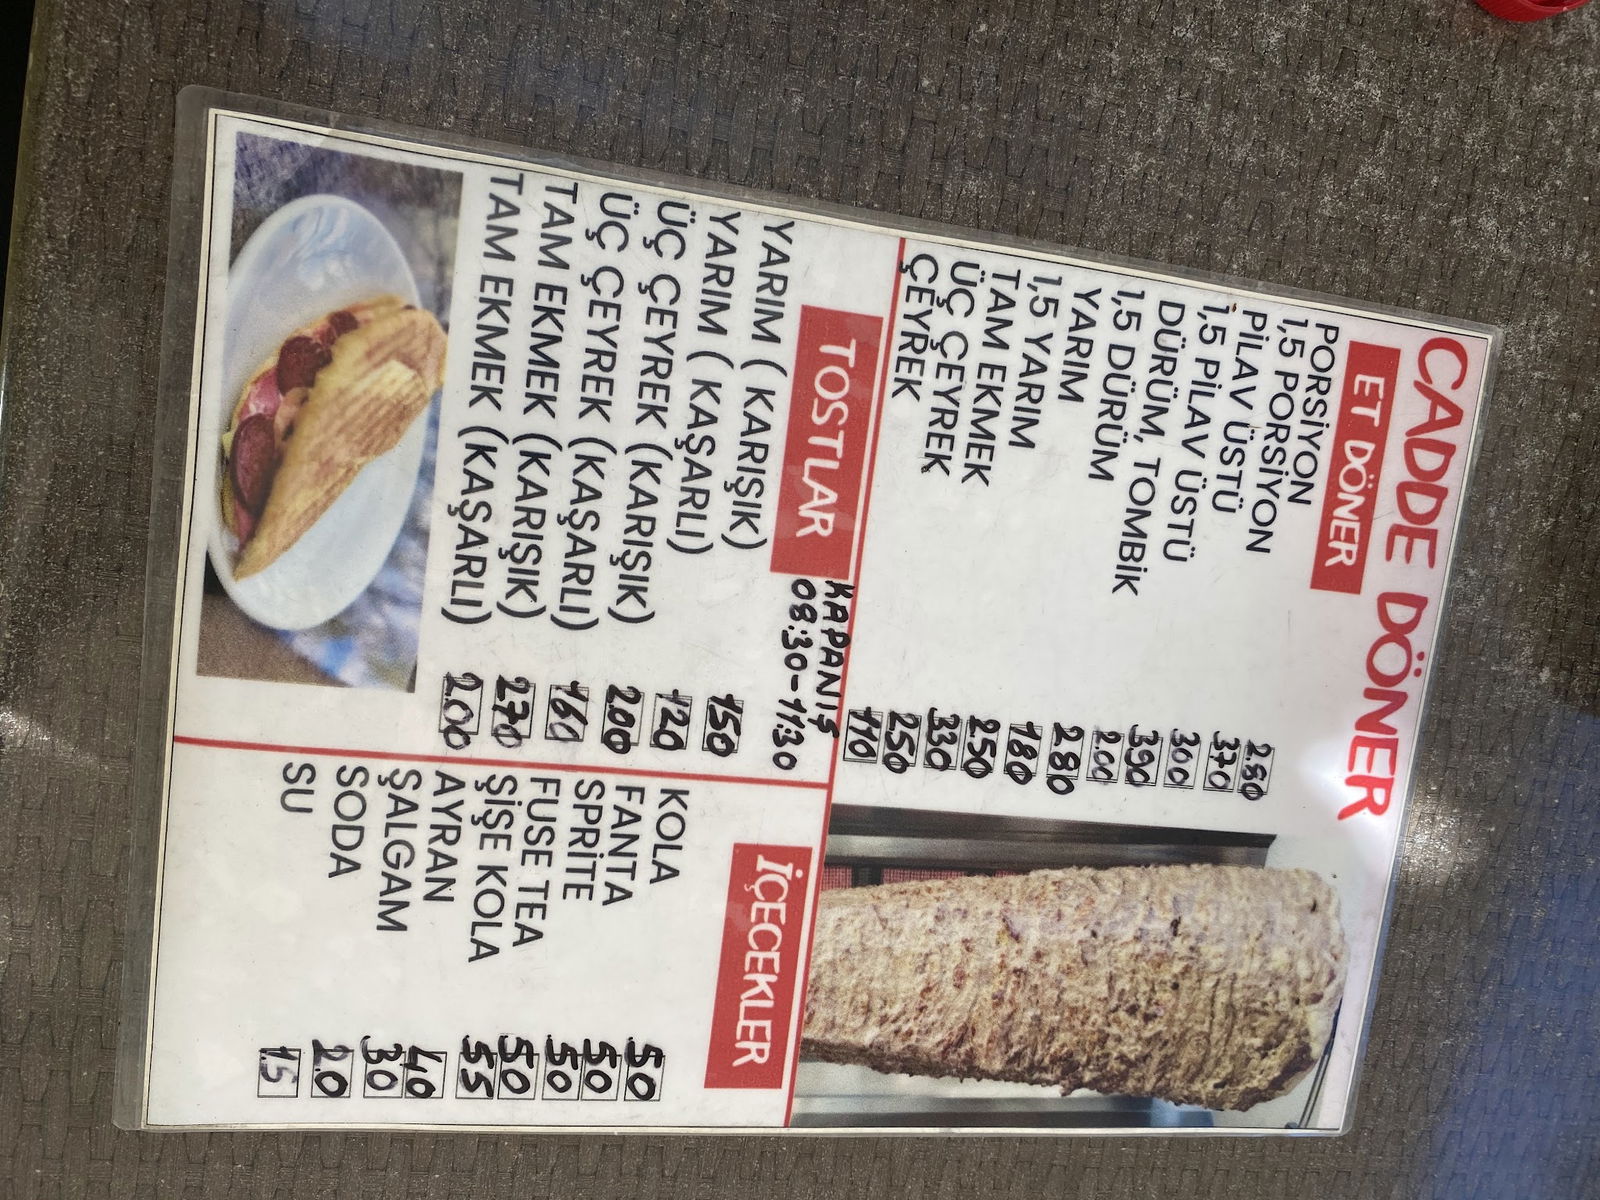 CADDE DÖNER
ET DÖNER
PORSİYON 280
1,5 PORSİYON 370
PİLAV ÜSTÜ 300
1,5 PİLAV ÜSTÜ 390
DÜRÜM, TOMBİK 200
1,5 DÜRÜM 280
YARIM 180
1,5 YARIM 250
TAM EKMEK 330
ÜÇ ÇEYREK 250
ÇEYREK 110
TOSTLAR
KAPANIŞ
08:30-11:30
YARIM ( KARIŞIK) 150
YARIM ( KAŞARLI) 120
ÜÇ ÇEYREK (KARIŞIK) 200
ÜÇ ÇEYREK (KAŞARLI) 160
TAM EKMEK (KARIŞIK) 270
TAM EKMEK (KAŞARLI) 200
İÇECEKLER
KOLA 50
FANTA 50
SPRİTE 50
FUSE TEA 50
ŞİŞE KOLA 55
AYRAN 40
ŞALGAM 30
SODA 20
SU 15